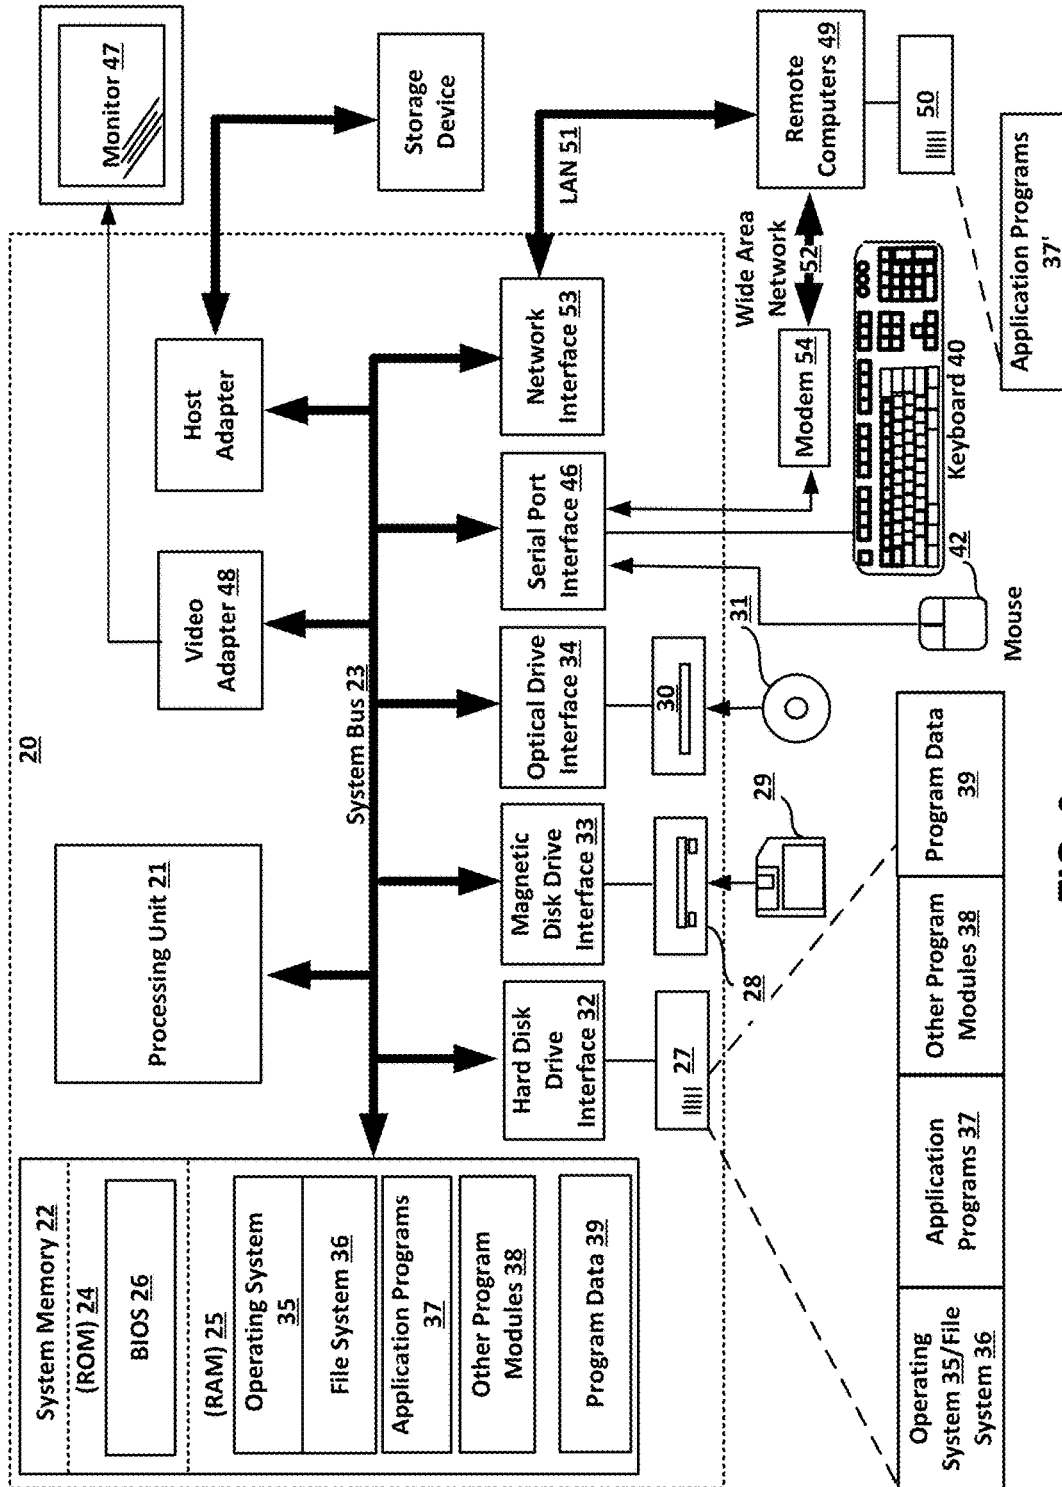 20
System Memory 22
(ROM) 24
BIOS 26
(RAM) 25
Operating System
35
File System 36
Application Programs
37
Other Program
Modules 38
Program Data 39
Processing Unit 21
Video
Adapter 48
Host
Adapter
Monitor 47
Storage
Device
System Bus 23
Hard Disk
Drive
Interface 32
Magnetic
Disk Drive
Interface 33
Optical Drive
Interface 34
Serial Port
Interface 46
Network
Interface 53
LAN 51
27
28
29
30
31
Wide Area
Network
52
Modem 54
Remote
Computers 49
50
Keyboard 40
42
Mouse
Application Programs
37'
Operating
System 35/File
System 36
Application
Programs 37
Other Program
Modules 38
Program Data
39